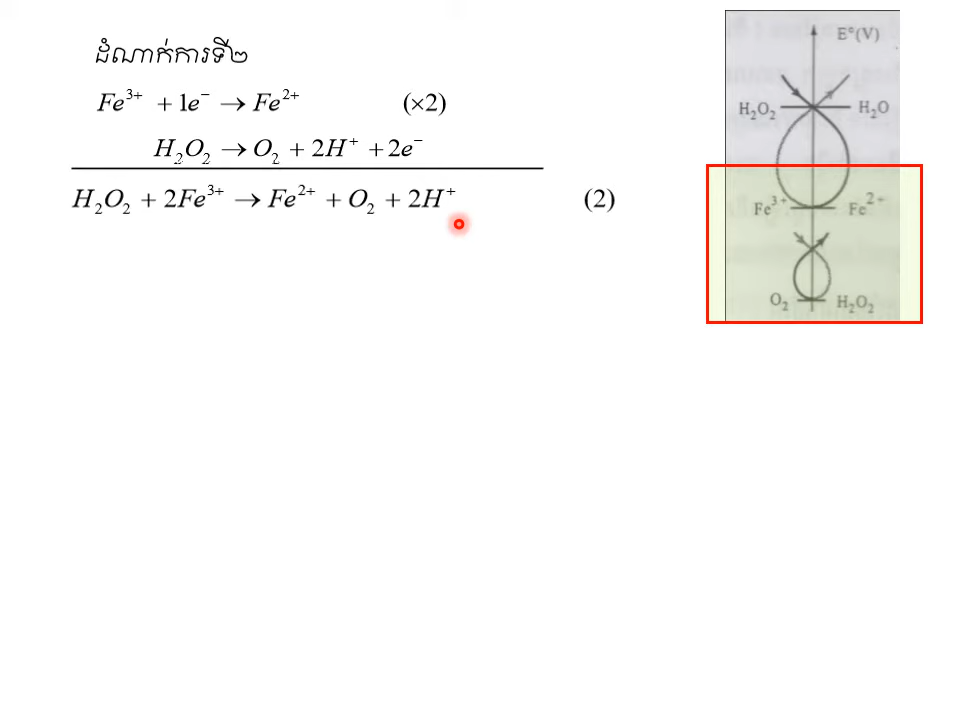 ដំណាក់ការទី២
Fe³⁺ + 1e⁻ → Fe²⁺ (×2)
H₂O₂ → O₂ + 2H⁺ + 2e⁻
H₂O₂ + 2Fe³⁺ → Fe²⁺ + O₂ + 2H⁺ (2)
E°(V)
H₂O₂ H₂O
Fe³⁺ Fe²⁺
O₂ H₂O₂